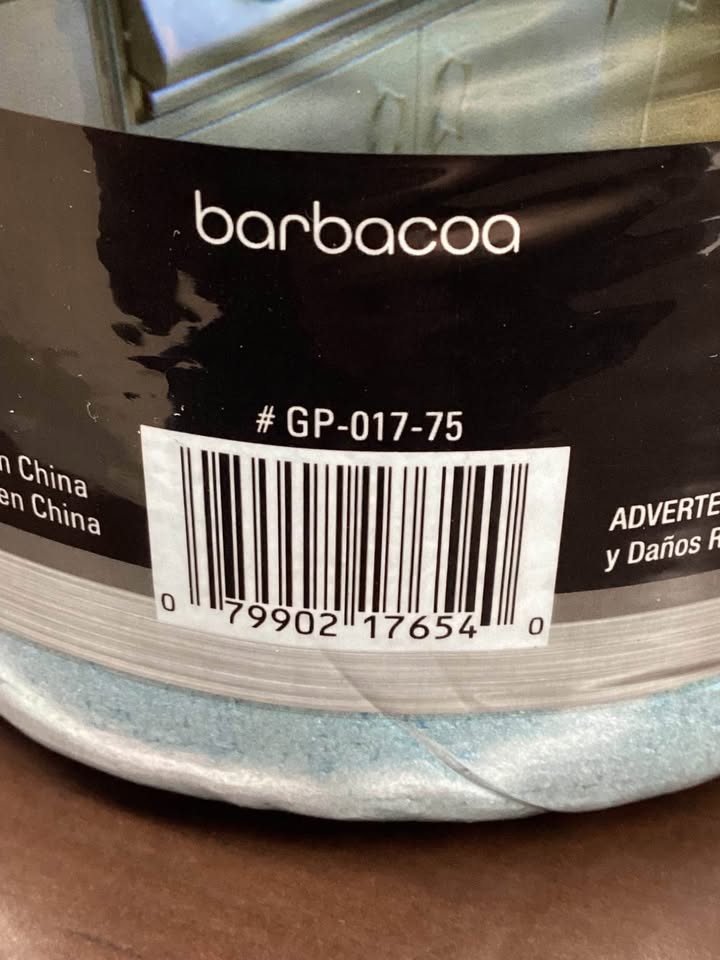 barbacoa
# GP-017-75
n China
en China
ADVERTE
y Daños R
0 79902 17654 0